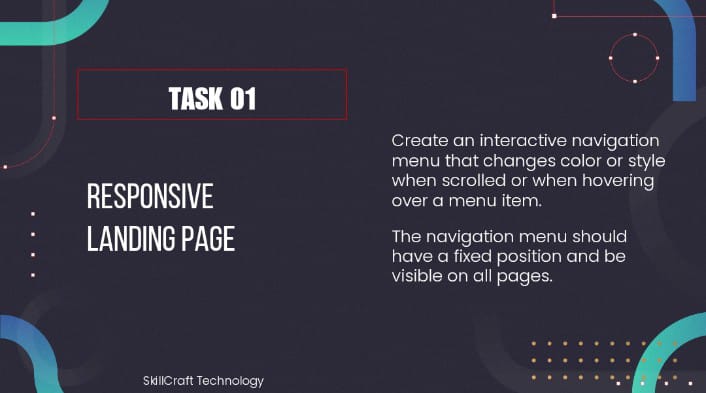 TASK 01
RESPONSIVE
LANDING PAGE
Create an interactive navigation
menu that changes color or style
when scrolled or when hovering
over a menu item.
The navigation menu should
have a fixed position and be
visible on all pages.
SkillCraft Technology